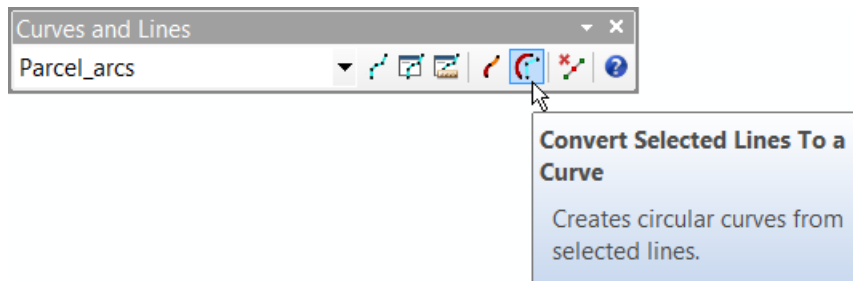 Curves and Lines
Parcel_arcs
Convert Selected Lines To a
Curve
Creates circular curves from
selected lines.